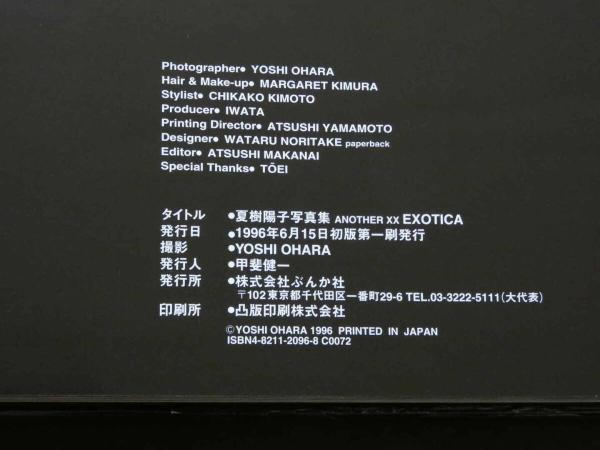 Photographer● YOSHI OHARA
Hair & Make-up● MARGARET KIMURA
Stylist● CHIKAKO KIMOTO
Producer● IWATA
Printing Director● ATSUSHI YAMAMOTO
Designer● WATARU NORITAKE paperback
Editor● ATSUSHI MAKANAI
Special Thanks● TŌEI
タイトル ●夏樹陽子写真集 ANOTHER XX EXOTICA
発行日 ●1996年6月15日初版第一刷発行
撮影 ●YOSHI OHARA
発行人 ●甲斐健一
発行所 ●株式会社ぶんか社
〒102 東京都千代田区一番町29-6 TEL.03-3222-5111(大代表)
印刷所 ●凸版印刷株式会社
©YOSHI OHARA 1996 PRINTED IN JAPAN
ISBN4-8211-2096-8 C0072